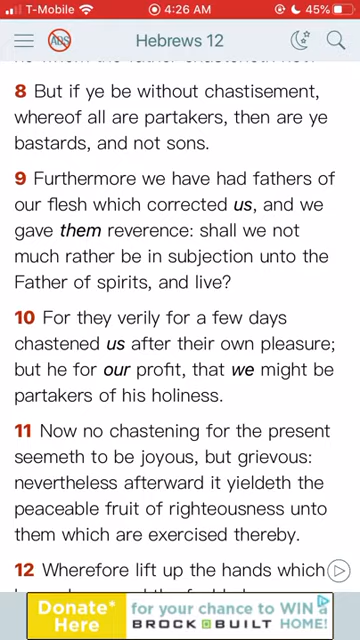 T-Mobile 4:26 AM 45%
ADS Hebrews 12
8 But if ye be without chastisement,
whereof all are partakers, then are ye
bastards, and not sons.
9 Furthermore we have had fathers of
our flesh which corrected us, and we
gave them reverence: shall we not
much rather be in subjection unto the
Father of spirits, and live?
10 For they verily for a few days
chastened us after their own pleasure;
but he for our profit, that we might be
partakers of his holiness.
11 Now no chastening for the present
seemeth to be joyous, but grievous:
nevertheless afterward it yieldeth the
peaceable fruit of righteousness unto
them which are exercised thereby.
12 Wherefore lift up the hands which
Donate* for your chance to WIN a
Here BROCK BUILT HOME!